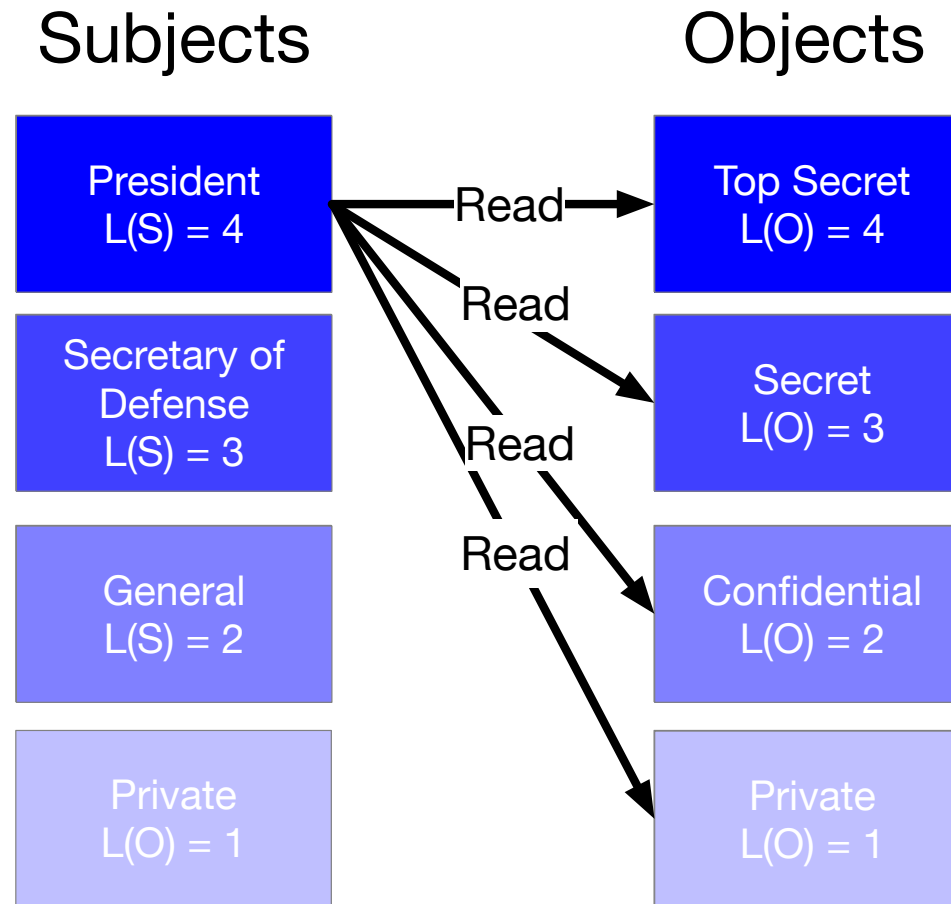 Subjects
Objects
President
L(S) = 4
Read
Top Secret
L(O) = 4
Read
Secretary of
Defense
L(S) = 3
Secret
L(O) = 3
Read
Read
General
L(S) = 2
Confidential
L(O) = 2
Private
L(O) = 1
Private
L(O) = 1